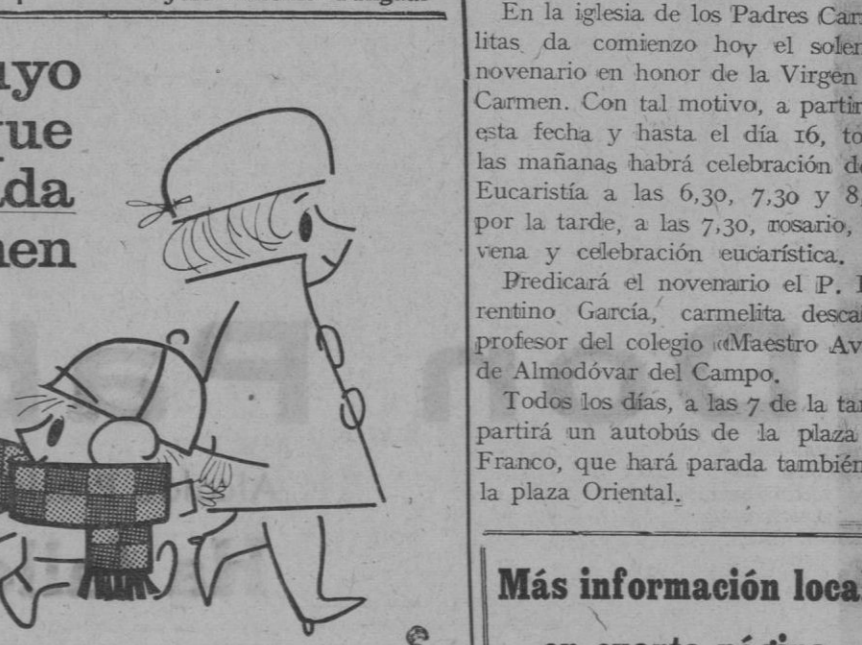 uyo
ue
da
en
En la iglesia de los Padres Car
litas da comienzo hoy el solem
novenario en honor de la Virgen
Carmen. Con tal motivo, a partir
esta fecha y hasta el día 16, to
las mañanas habrá celebración de
Eucaristía a las 6,30, 7,30 y 8,
por la tarde, a las 7,30, rosario,
vena y celebración eucarística.
Predicará el novenario el P. F
rentino García, carmelita desca
profesor del colegio «Maestro Av
de Almodóvar del Campo.
Todos los días, a las 7 de la tar
partirá un autobús de la plaza
Franco, que hará parada también
la plaza Oriental.
Más información loca
en cuarta página